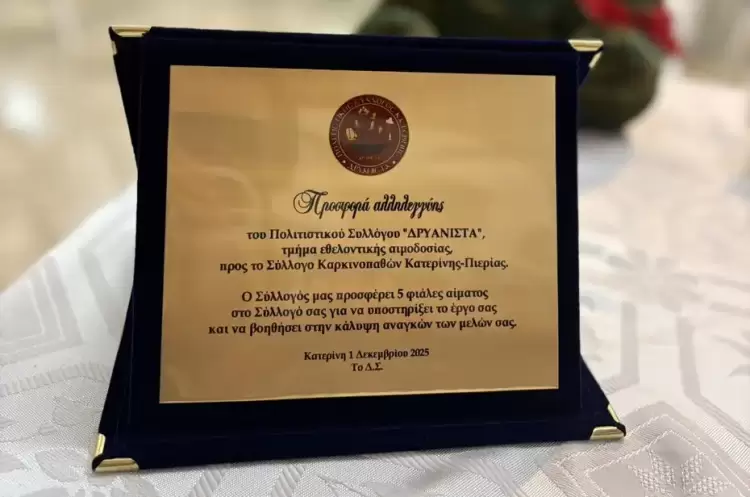 Προσφορά αλληλεγγύης
του Πολιτιστικού Συλλόγου "ΔΡΥΑΝΙΣΤΑ",
τμήμα εθελοντικής αιμοδοσίας,
προς το Σύλλογο Καρκινοπαθών Κατερίνης-Πιερίας.
Ο Σύλλογός μας προσφέρει 5 φιάλες αίματος
στο Σύλλογό σας για να υποστηρίξει το έργο σας
και να βοηθήσει στην κάλυψη αναγκών των μελών σας.
Κατερίνη 1 Δεκεμβρίου 2025
Το Δ.Σ.